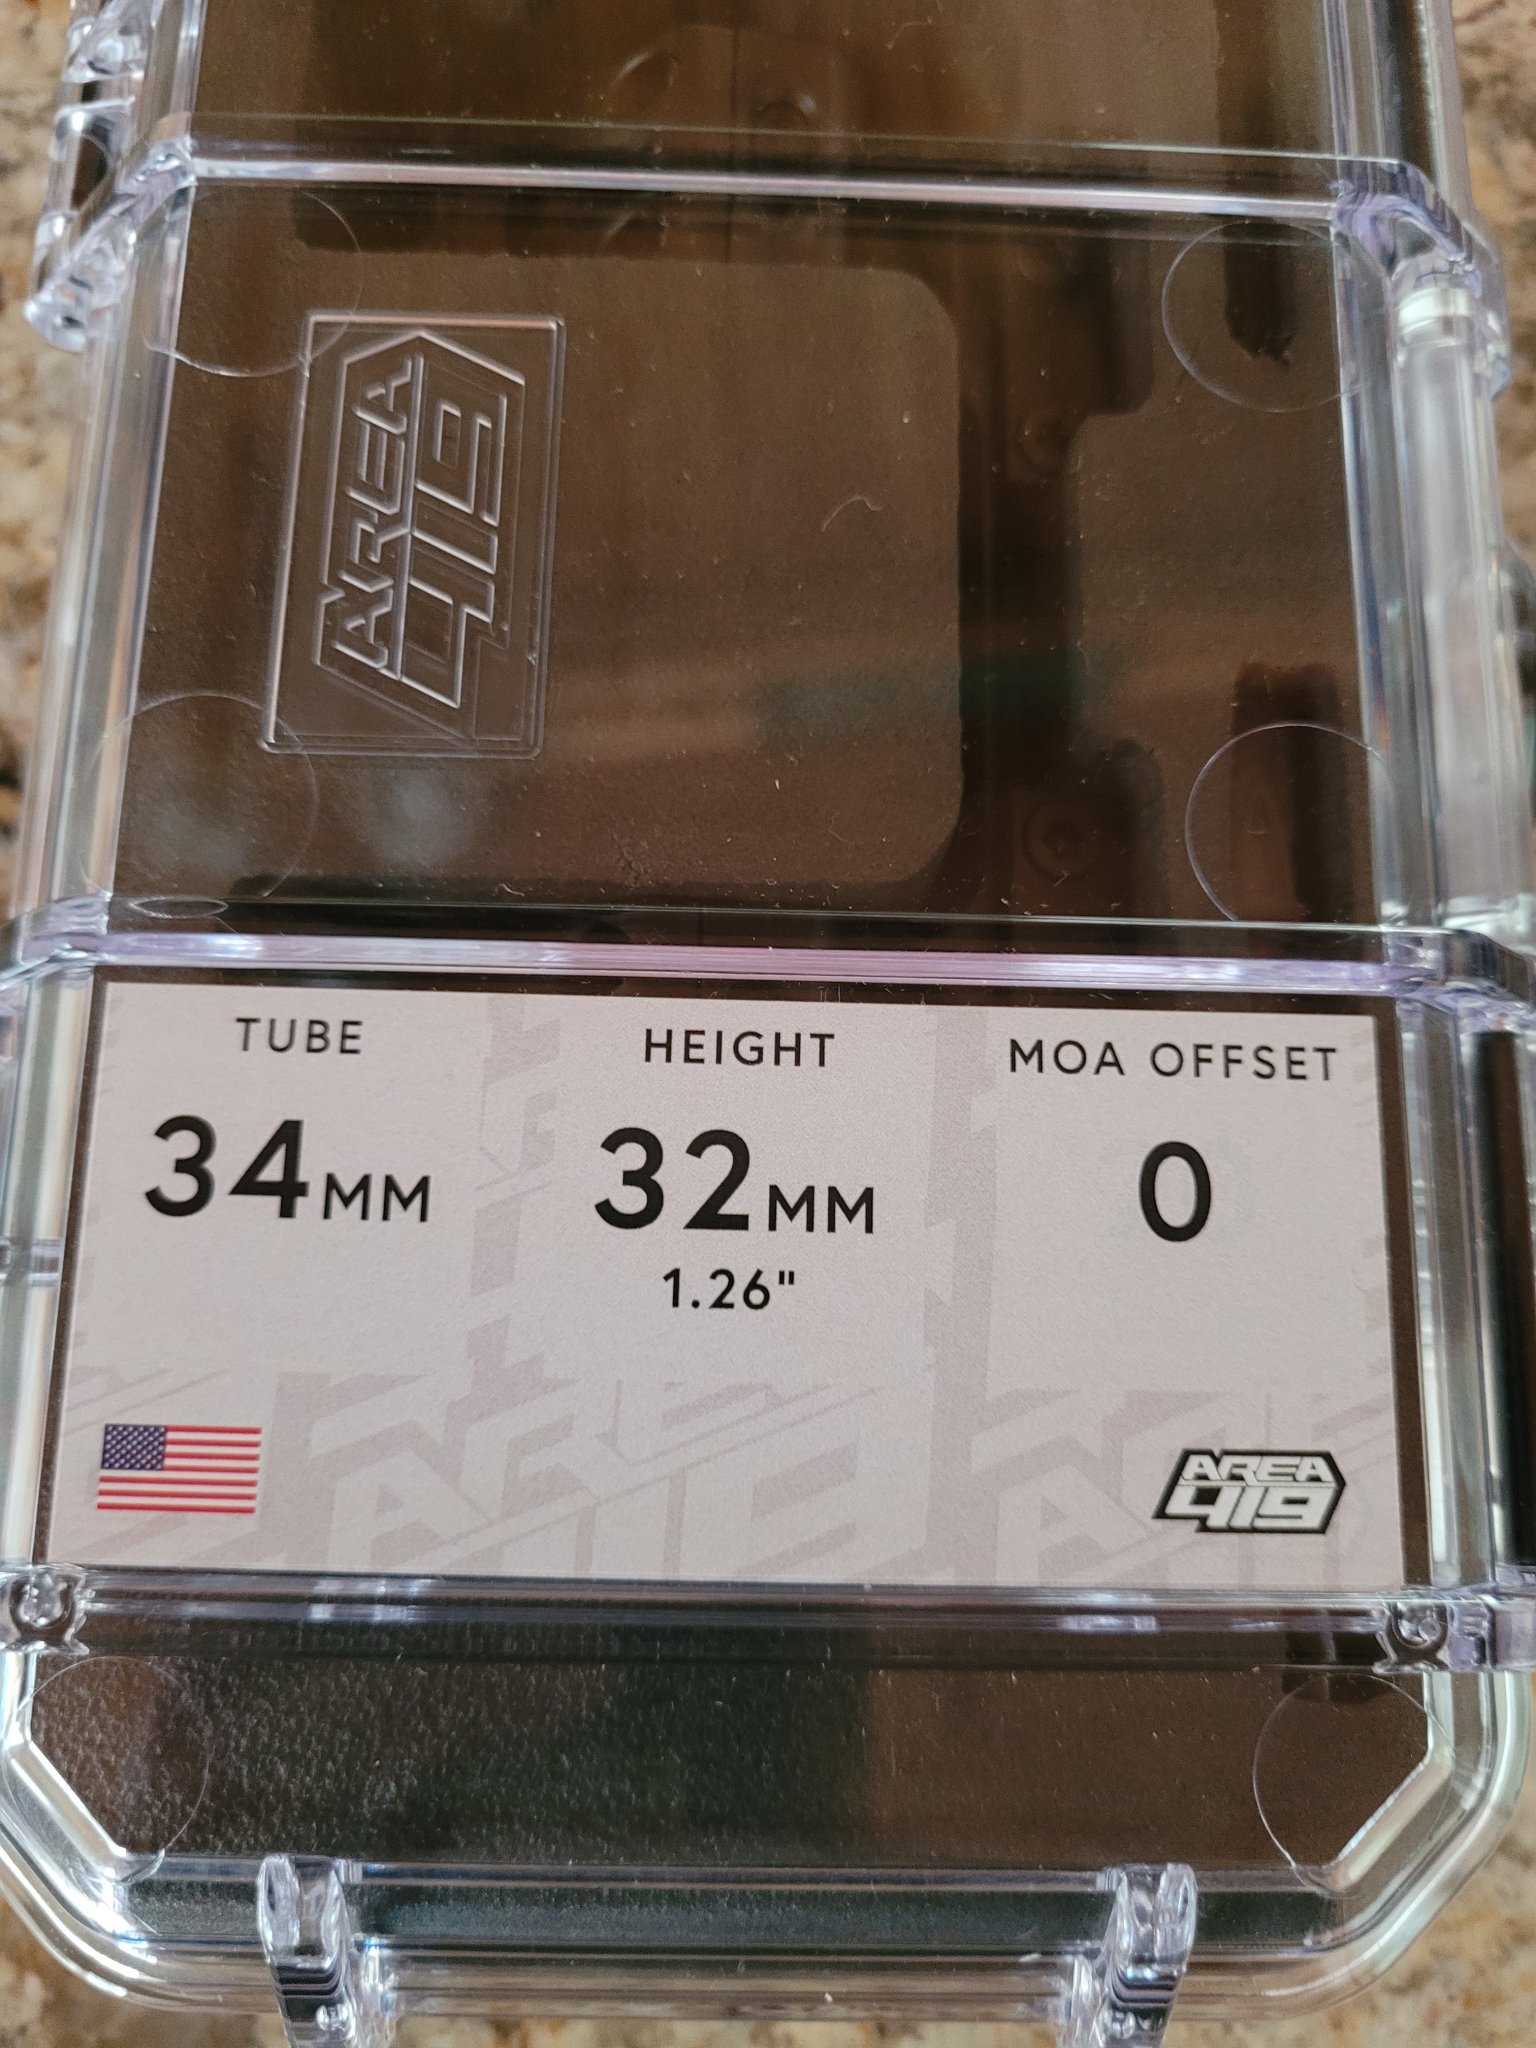 AREA
419
TUBE
34MM
HEIGHT
32MM
1.26"
MOA OFFSET
0
AREA
419